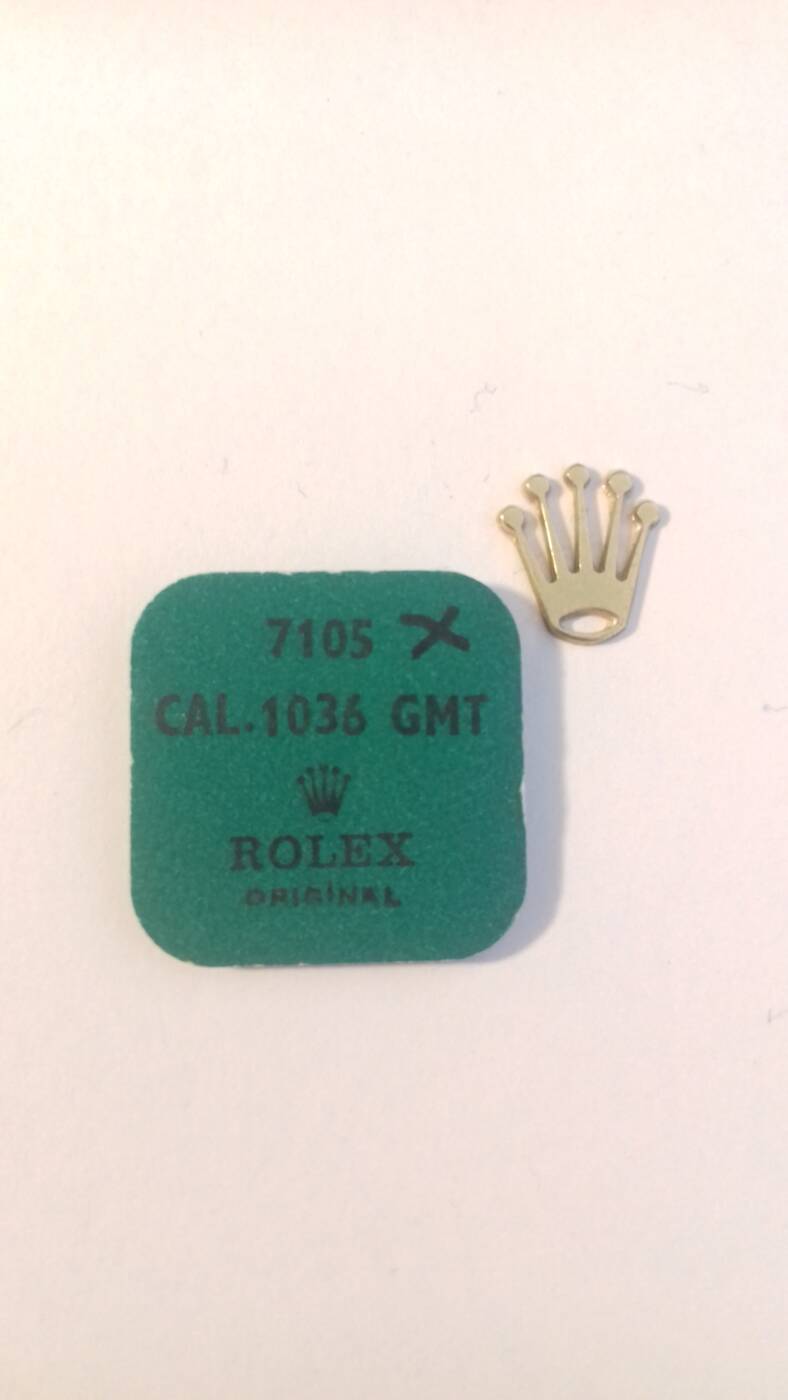 7105 X
CAL.1036 GMT
ROLEX
ORIGINAL